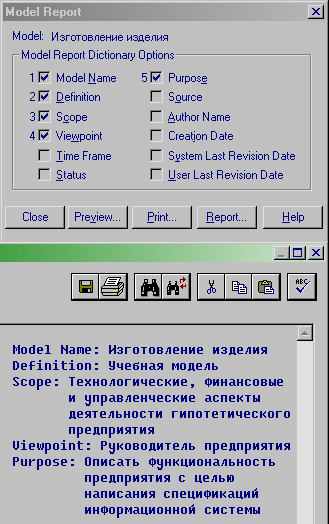 Model Report
Model: Изготовление изделия
Model Report Dictionary Options
1 Model Name
5 Purpose
2 Definition
Source
3 Scope
Author Name
4 Viewpoint
Creation Date
Time Frame
System Last Revision Date
Status
User Last Revision Date
Close Preview... Print... Report... Help
ABC
Model Name: Изготовление изделия
Definition: Учебная модель
Scope: Технологические, финансовые
и управленческие аспекты
деятельности гипотетического
предприятия
Viewpoint: Руководитель предприятия
Purpose: Описать функциональность
предприятия с целью
написания спецификаций
информационной системы